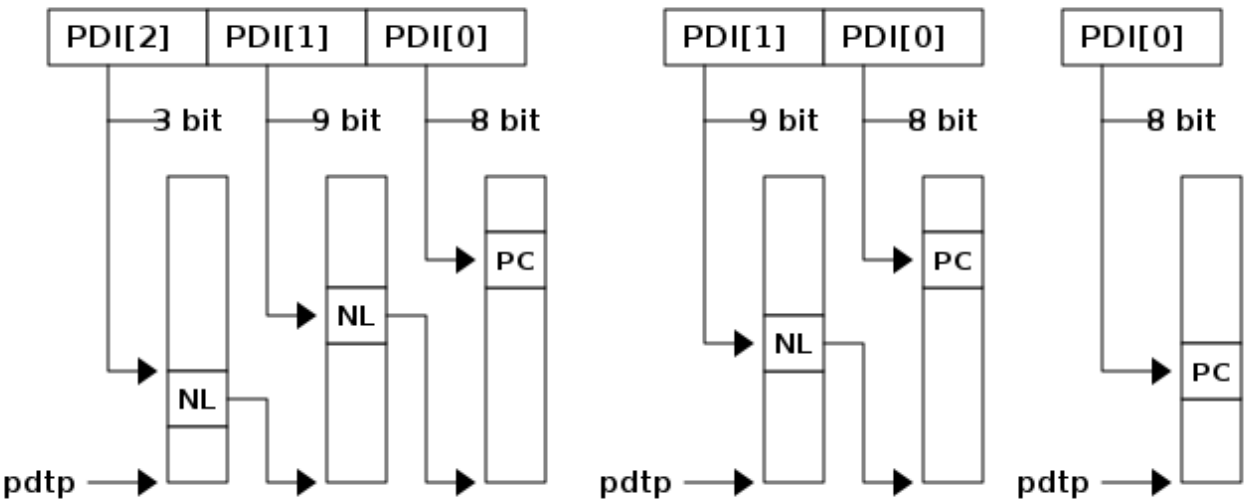 PDI[2] PDI[1] PDI[0] PDI[1] PDI[0] PDI[0]
3 bit 9 bit 8 bit 9 bit 8 bit 8 bit
PC PC
NL NL
NL PC
pdtp pdtp pdtp